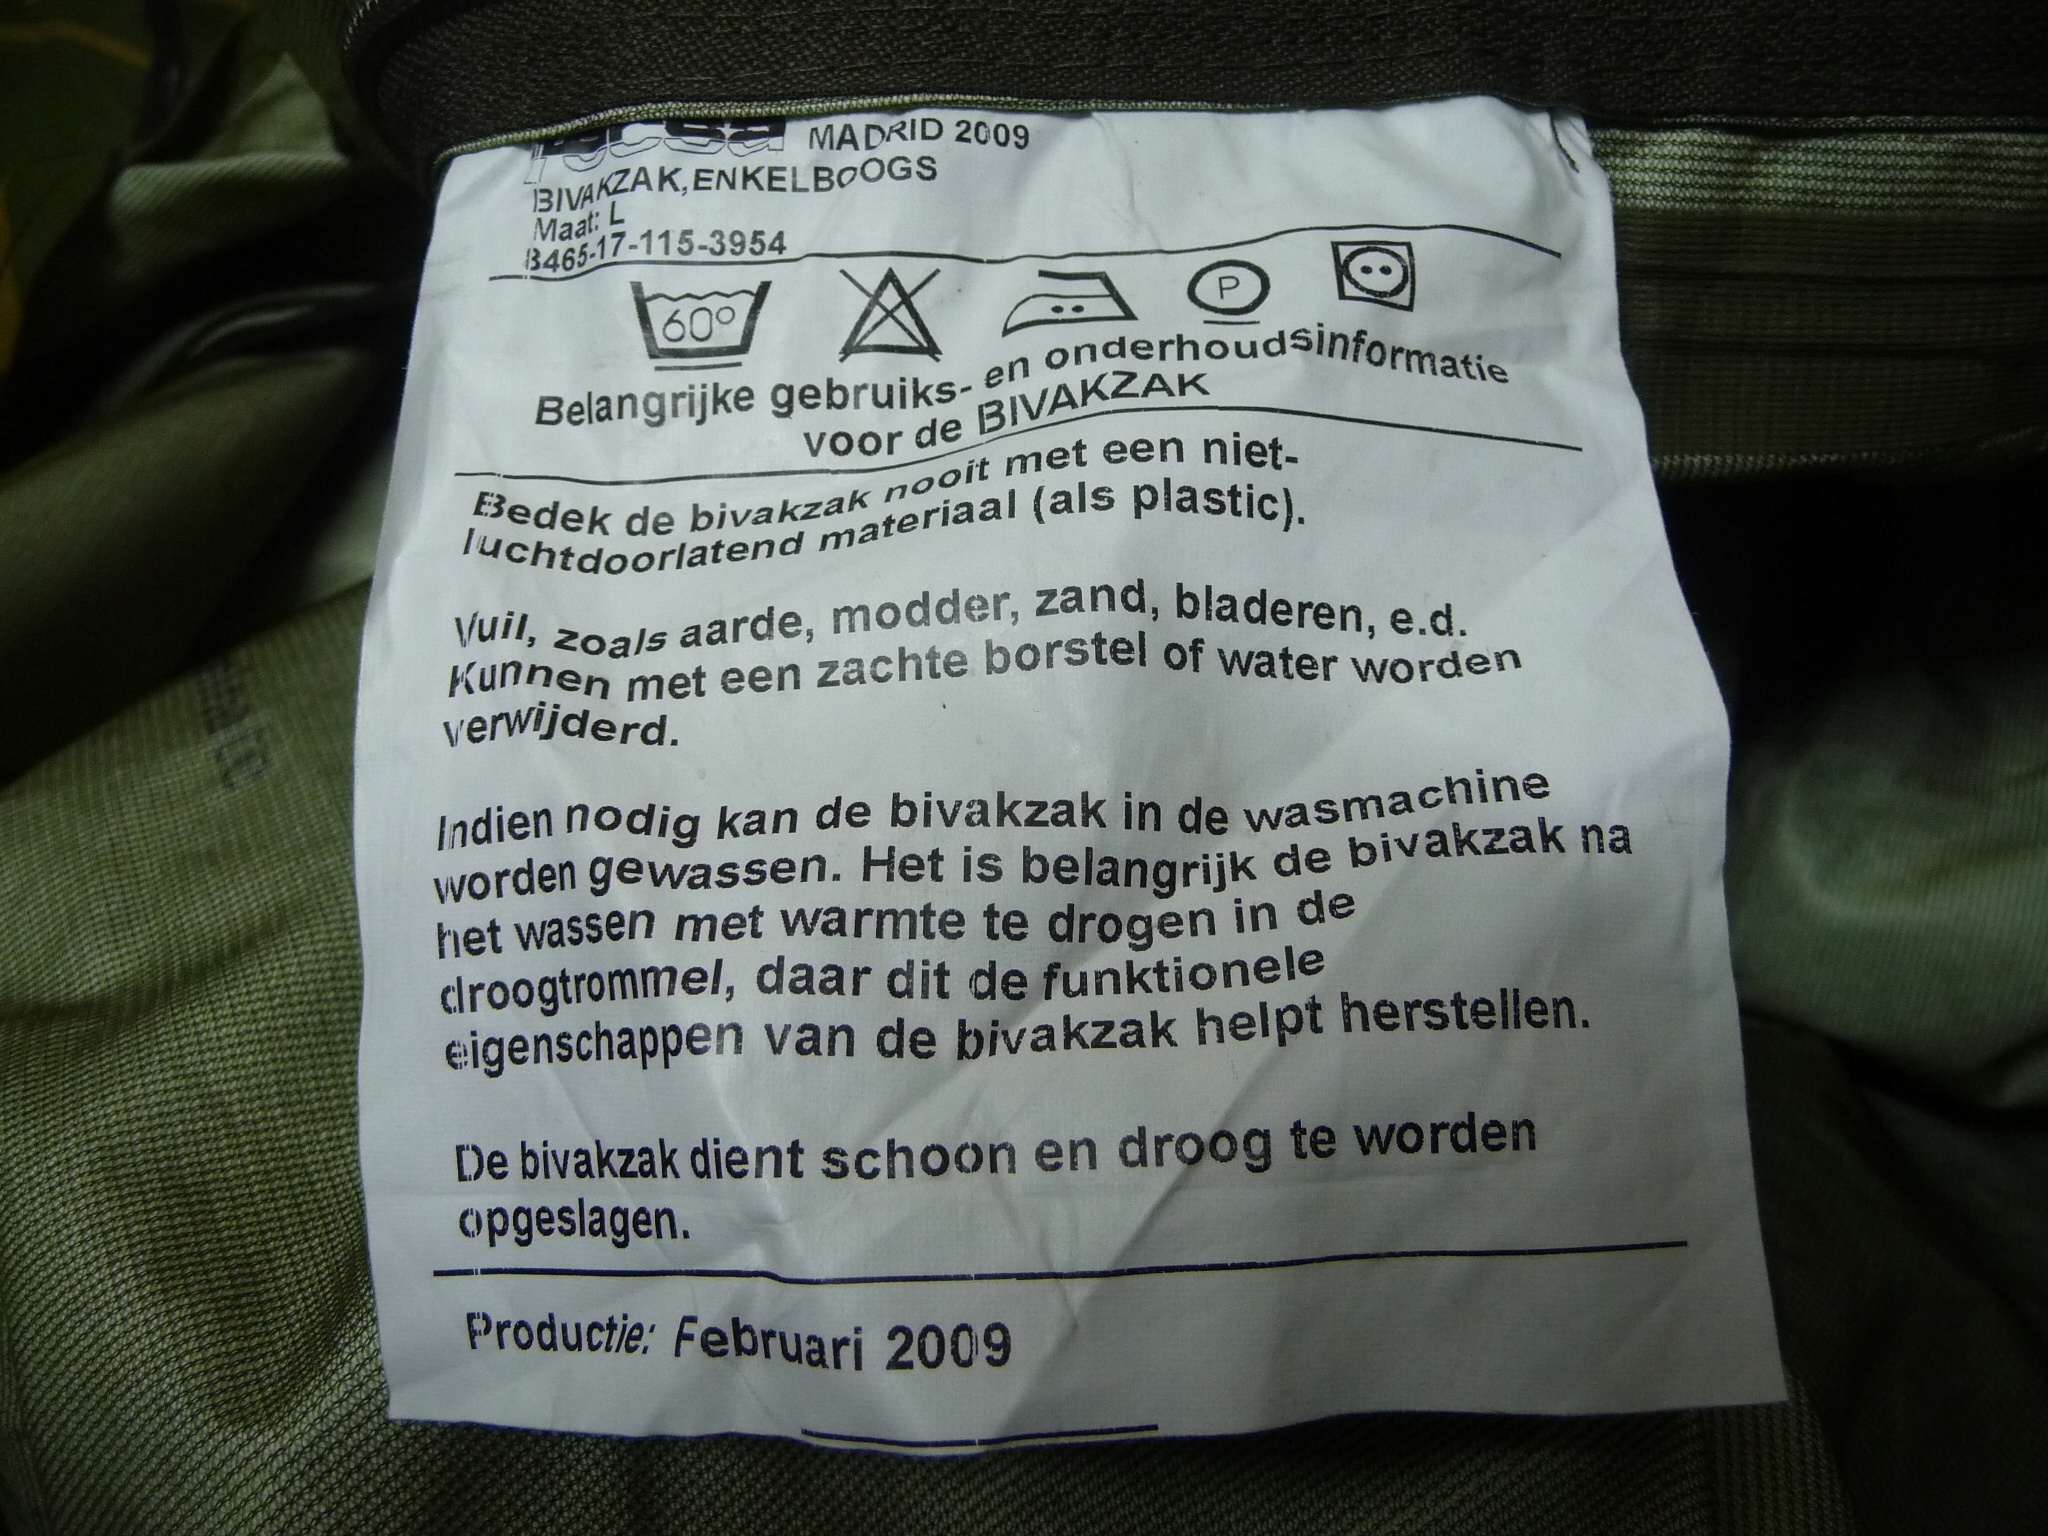 MADRID 2009
BIVAKZAK, ENKELBOOGS
Maat: L
8465-17-115-3954
60°
P
Belangrijke gebruiks- en onderhoudsinformatie
voor de BIVAKZAK
Bedek de bivakzak nooit met een niet-
luchtdoorlatend materiaal (als plastic).
Vuil, zoals aarde, modder, zand, bladeren, e.d.
Kunnen met een zachte borstel of water worden
verwijderd.
Indien nodig kan de bivakzak in de wasmachine
worden gewassen. Het is belangrijk de bivakzak na
het wassen met warmte te drogen in de
droogtrommel, daar dit de funktionele
eigenschappen van de bivakzak helpt herstellen.
De bivakzak dient schoon en droog te worden
opgeslagen.
Productie: Februari 2009